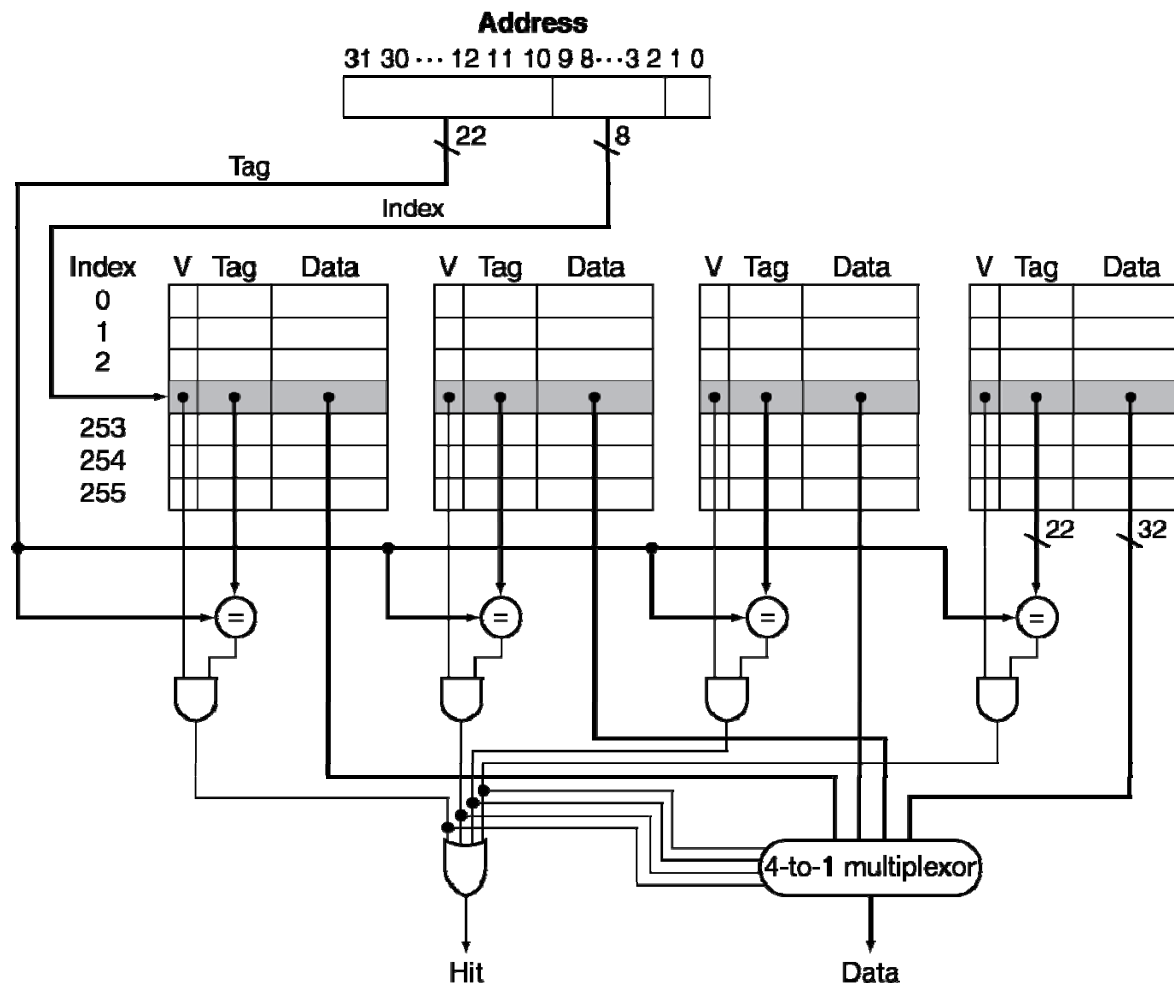 Address
31 30 ··· 12 11 10 9 8···3 2 1 0
22 8
Tag
Index
Index V Tag Data V Tag Data V Tag Data V Tag Data
0
1
2
253
254
255
22 32
= = = =
4-to-1 multiplexor
Hit Data